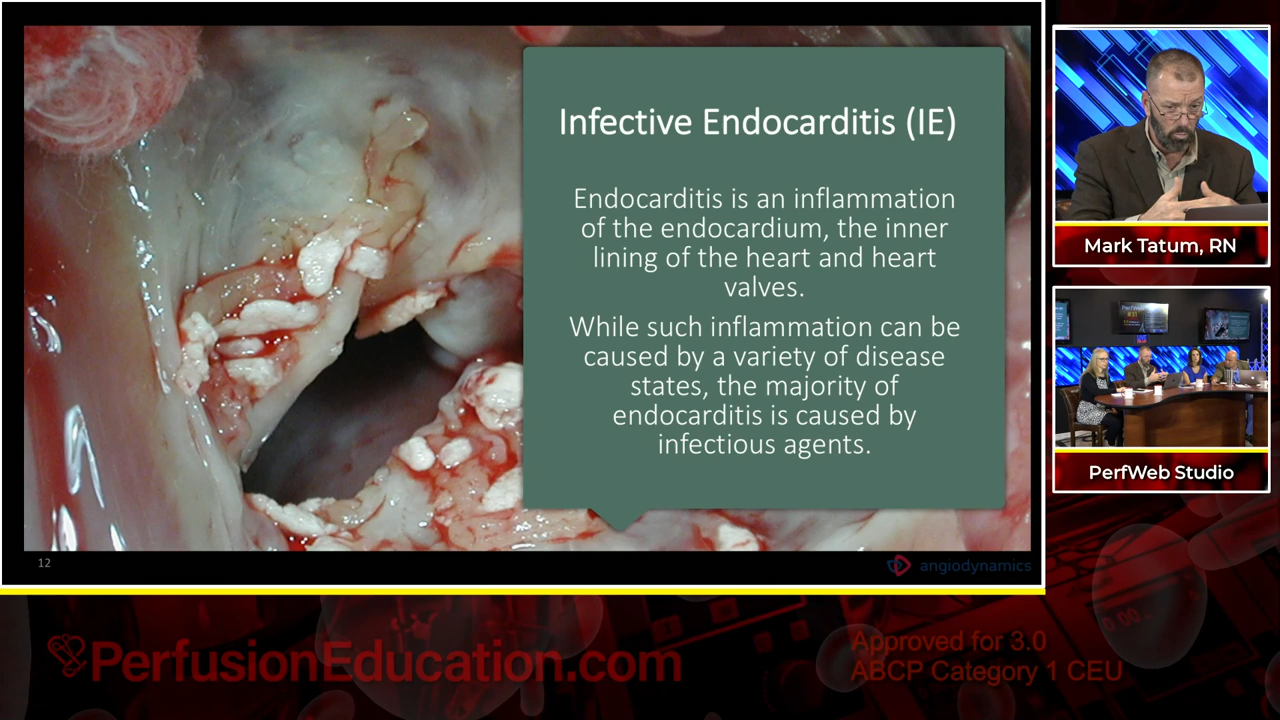 Infective Endocarditis (IE)
Endocarditis is an inflammation
of the endocardium, the inner
lining of the heart and heart
valves.
While such inflammation can be
caused by a variety of disease
states, the majority of
endocarditis is caused by
infectious agents.
12
angiodynamics
Mark Tatum, RN
PerfWeb Studio
PerfusionEducation.com
Approved for 3.0
ABCP Category 1 CEU